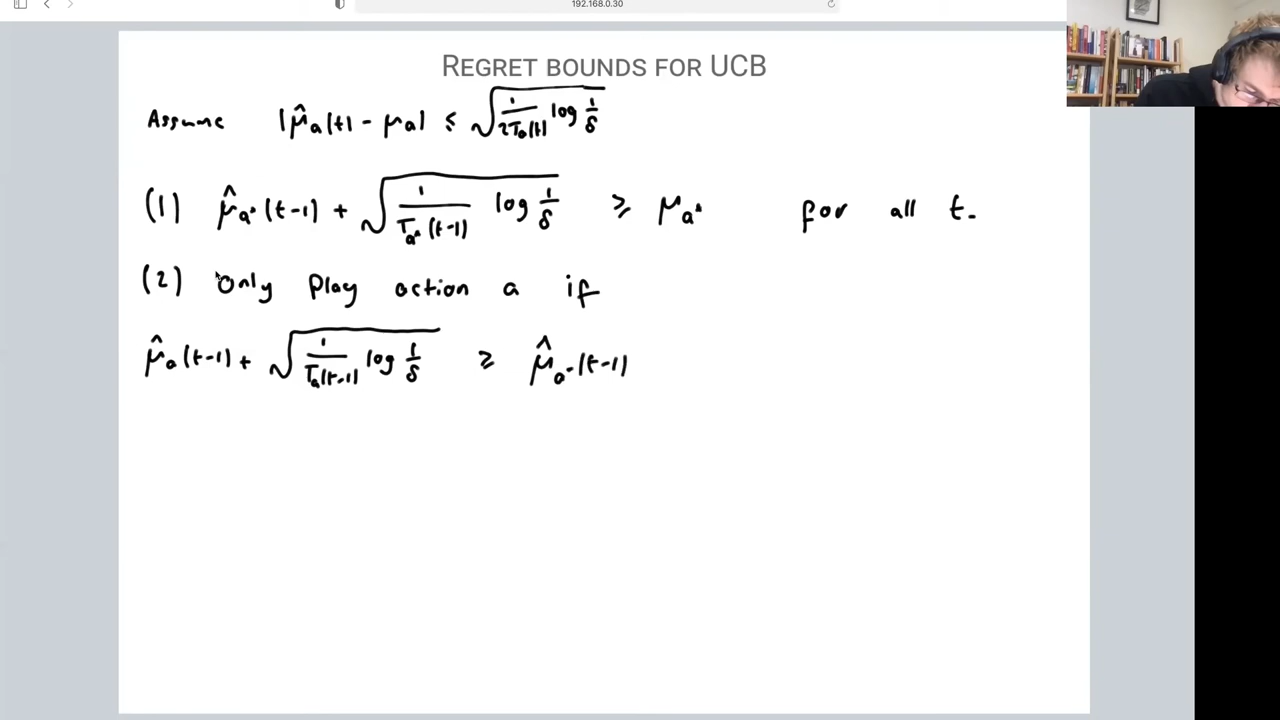 192.168.0.30
REGRET BOUNDS FOR UCB
Assume |μ̂ₐ(t) - μₐ| ≤ √(1/(2Tₐ(t)) log 1/δ)
(1) μ̂ₐ*(t-1) + √(1/(Tₐ*(t-1)) log 1/δ) ≥ μₐ* for all t.
(2) Only play action a if
μ̂ₐ(t-1) + √(1/(Tₐ(t-1)) log 1/δ) ≥ μ̂ₐ*(t-1)